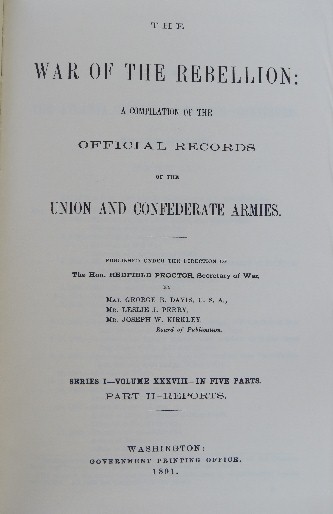 THE
WAR OF THE REBELLION:
A COMPILATION OF THE
OFFICIAL RECORDS
OF THE
UNION AND CONFEDERATE ARMIES.
PUBLISHED UNDER THE DIRECTION OF
The Hon. REDFIELD PROCTOR, Secretary of War,
BY
MAJ. GEORGE B. DAVIS, U. S. A.,
MR. LESLIE J. PERRY,
MR. JOSEPH W. KIRKLEY,
Board of Publication.
SERIES I—VOLUME XXXVIII—IN FIVE PARTS.
PART II—REPORTS.
WASHINGTON:
GOVERNMENT PRINTING OFFICE.
1891.